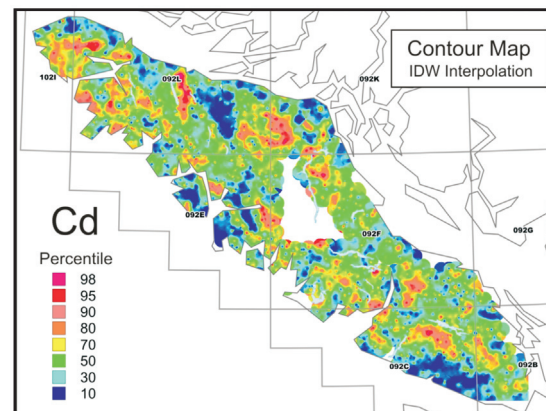 Contour Map
IDW Interpolation
102I
092L
092K
092E
092F
092G
092C
092B
Cd
Percentile
98
95
90
80
70
50
30
10